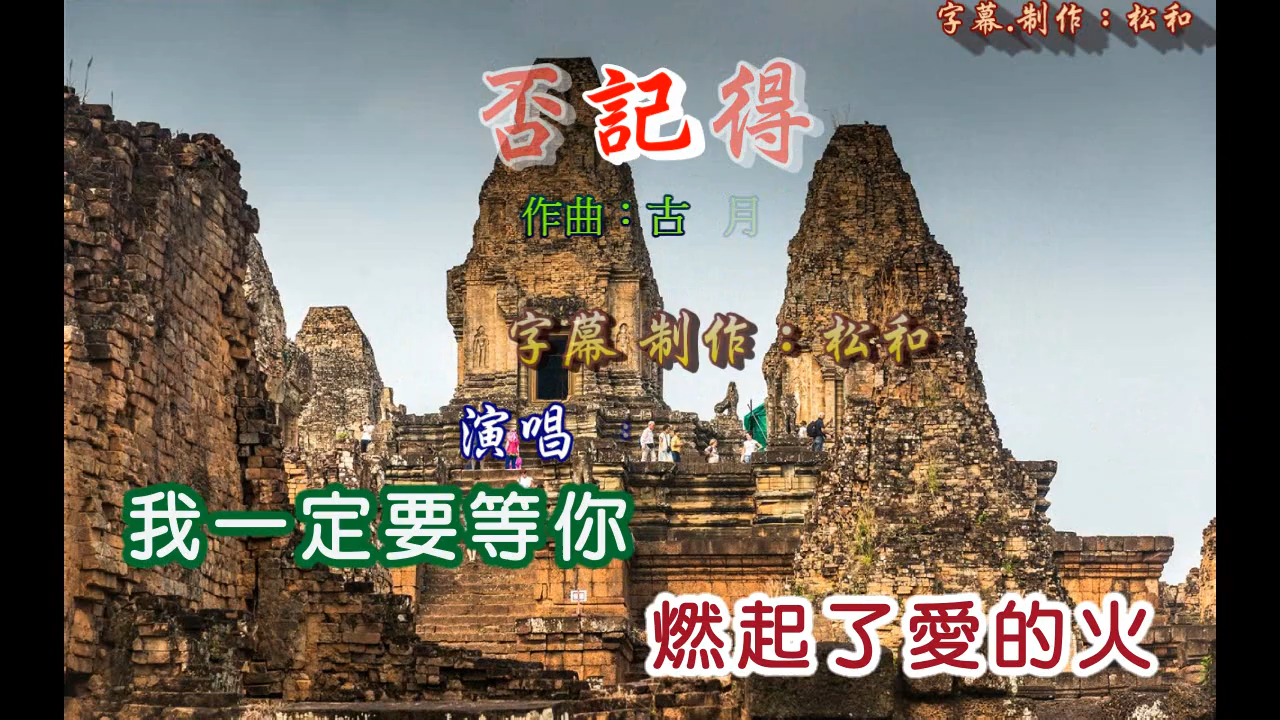 字幕.制作：松和
否記得
作曲：古 月
字幕 制作：松和
演唱：
我一定要等你
燃起了愛的火